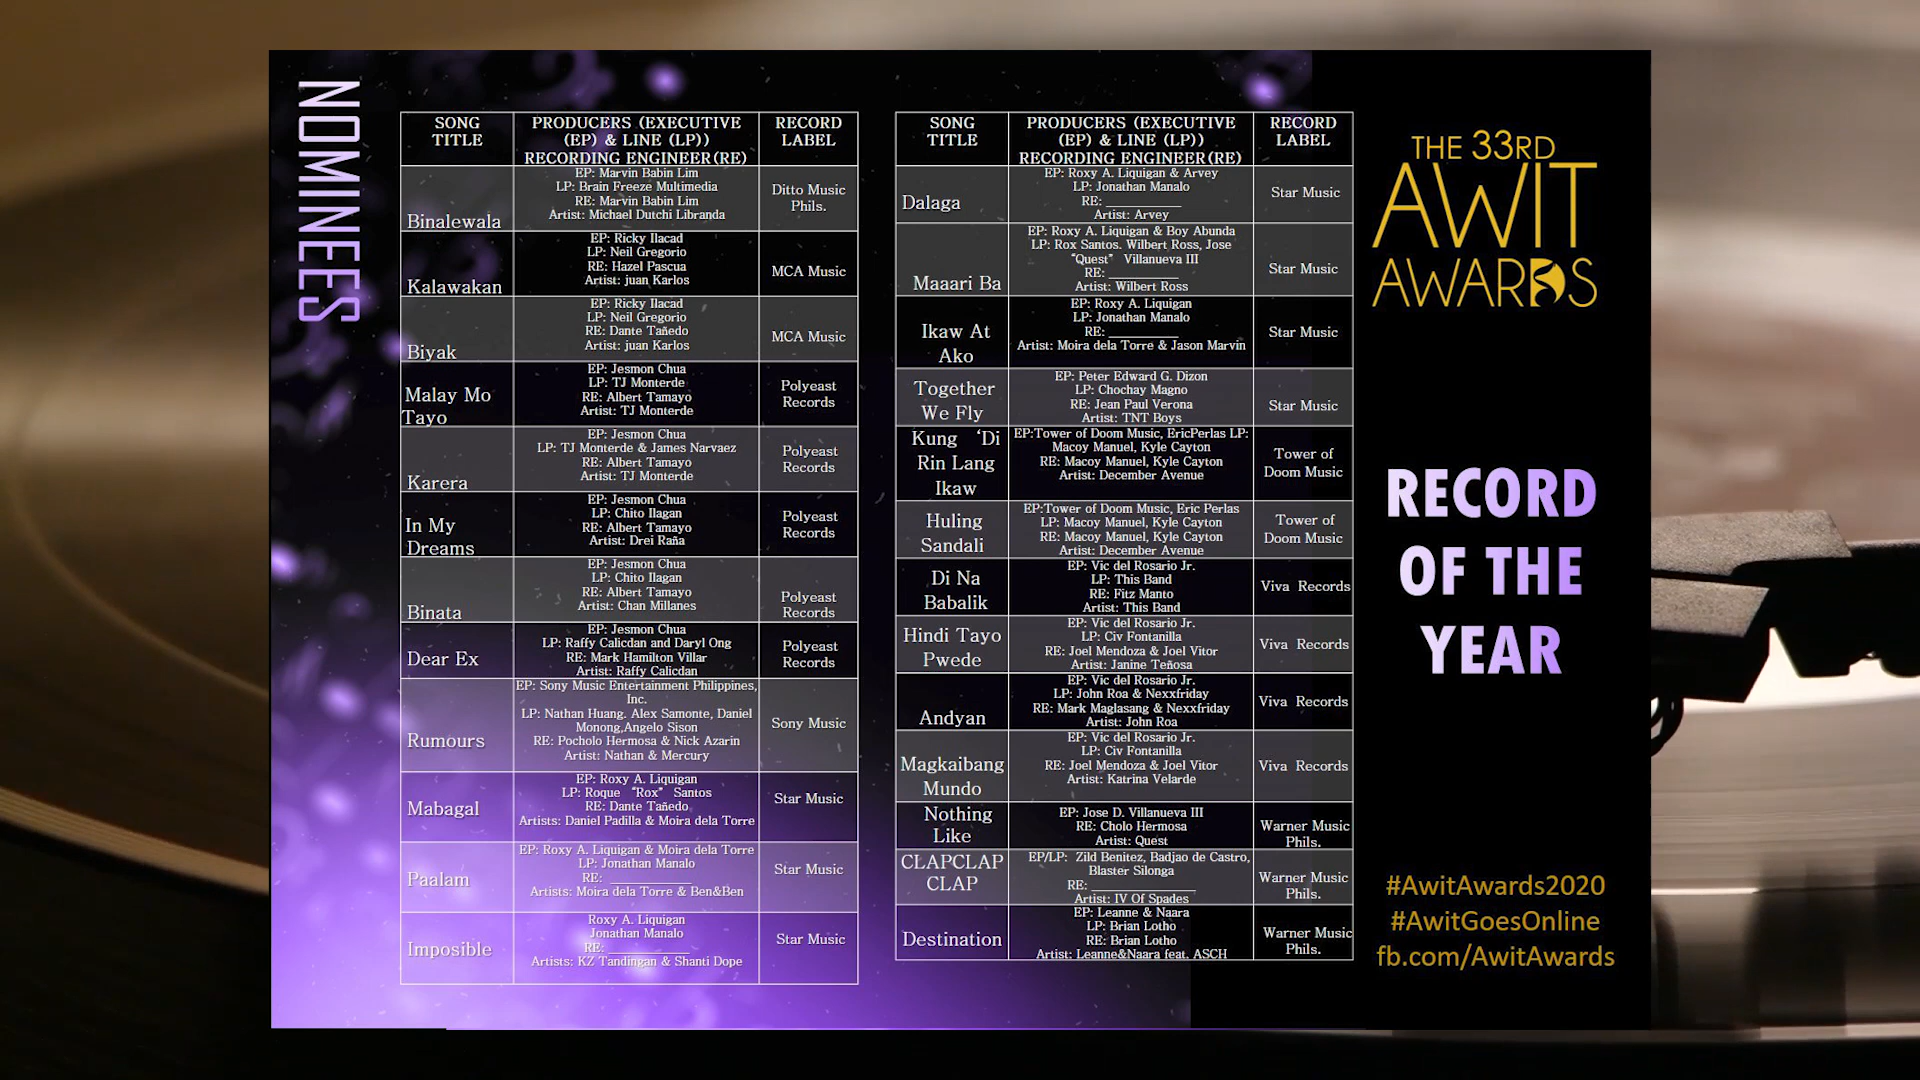 NOMINEES
SONG TITLE
PRODUCERS (EXECUTIVE (EP) & LINE (LP)) RECORDING ENGINEER(RE)
RECORD LABEL
Binalewala
EP: Marvin Babin Lim
LP: Brain Freeze Multimedia
RE: Marvin Babin Lim
Artist: Michael Dutchi Libranda
Ditto Music
Phils.
Kalawakan
EP: Ricky Ilacad
LP: Neil Gregorio
RE: Hazel Pascua
Artist: juan Karlos
MCA Music
Biyak
EP: Ricky Ilacad
LP: Neil Gregorio
RE: Dante Tañedo
Artist: juan Karlos
MCA Music
Malay Mo
Tayo
EP: Jesmon Chua
LP: TJ Monterde
RE: Albert Tamayo
Artist: TJ Monterde
Polyeast
Records
Karera
EP: Jesmon Chua
LP: TJ Monterde & James Narvaez
RE: Albert Tamayo
Artist: TJ Monterde
Polyeast
Records
In My
Dreams
EP: Jesmon Chua
LP: Chito Ilagan
RE: Albert Tamayo
Artist: Drei Raña
Polyeast
Records
Binata
EP: Jesmon Chua
LP: Chito Ilagan
RE: Albert Tamayo
Artist: Chan Millanes
Polyeast
Records
Dear Ex
EP: Jesmon Chua
LP: Raffy Calicdan and Daryl Ong
RE: Mark Hamilton Villar
Artist: Raffy Calicdan
Polyeast
Records
Rumours
EP: Sony Music Entertainment Philippines,
Inc.
LP: Nathan Huang. Alex Samonte, Daniel
Monong,Angelo Sison
RE: Pocholo Hermosa & Nick Azarin
Artist: Nathan & Mercury
Sony Music
Mabagal
EP: Roxy A. Liquigan
LP: Roque "Rox" Santos
RE: Dante Tañedo
Artists: Daniel Padilla & Moira dela Torre
Star Music
Paalam
EP: Roxy A. Liquigan & Moira dela Torre
LP: Jonathan Manalo
RE: ____________
Artists: Moira dela Torre & Ben&Ben
Star Music
Imposible
Roxy A. Liquigan
Jonathan Manalo
RE: ____________
Artists: KZ Tandingan & Shanti Dope
Star Music
SONG TITLE
PRODUCERS (EXECUTIVE (EP) & LINE (LP)) RECORDING ENGINEER(RE)
RECORD LABEL
Dalaga
EP: Roxy A. Liquigan & Arvey
LP: Jonathan Manalo
RE: ____________
Artist: Arvey
Star Music
Maaari Ba
EP: Roxy A. Liquigan & Boy Abunda
LP: Rox Santos. Wilbert Ross, Jose
"Quest" Villanueva III
RE: ____________
Artist: Wilbert Ross
Star Music
Ikaw At
Ako
EP: Roxy A. Liquigan
LP: Jonathan Manalo
RE: ____________
Artist: Moira dela Torre & Jason Marvin
Star Music
Together
We Fly
EP: Peter Edward G. Dizon
LP: Chochay Magno
RE: Jean Paul Verona
Artist: TNT Boys
Star Music
Kung 'Di
Rin Lang
Ikaw
EP:Tower of Doom Music, EricPerlas LP:
Macoy Manuel, Kyle Cayton
RE: Macoy Manuel, Kyle Cayton
Artist: December Avenue
Tower of
Doom Music
Huling
Sandali
EP:Tower of Doom Music, Eric Perlas
LP: Macoy Manuel, Kyle Cayton
RE: Macoy Manuel, Kyle Cayton
Artist: December Avenue
Tower of
Doom Music
Di Na
Babalik
EP: Vic del Rosario Jr.
LP: This Band
RE: Fitz Manto
Artist: This Band
Viva Records
Hindi Tayo
Pwede
EP: Vic del Rosario Jr.
LP: Civ Fontanilla
RE: Joel Mendoza & Joel Vitor
Artist: Janine Teñosa
Viva Records
Andyan
EP: Vic del Rosario Jr.
LP: John Roa & Nexxfriday
RE: Mark Maglasang & Nexxfriday
Artist: John Roa
Viva Records
Magkaibang
Mundo
EP: Vic del Rosario Jr.
LP: Civ Fontanilla
RE: Joel Mendoza & Joel Vitor
Artist: Katrina Velarde
Viva Records
Nothing
Like
EP: Jose D. Villanueva III
RE: Cholo Hermosa
Artist: Quest
Warner Music
Phils.
CLAPCLAP
CLAP
EP/LP: Zild Benitez, Badjao de Castro,
Blaster Silonga
RE: ________________
Artist: IV Of Spades
Warner Music
Phils.
Destination
EP: Leanne & Naara
LP: Brian Lotho
RE: Brian Lotho
Artist: Leanne&Naara feat. ASCH
Warner Music
Phils.
THE 33RD
AWIT
AWARDS
RECORD
OF THE
YEAR
#AwitAwards2020
#AwitGoesOnline
fb.com/AwitAwards